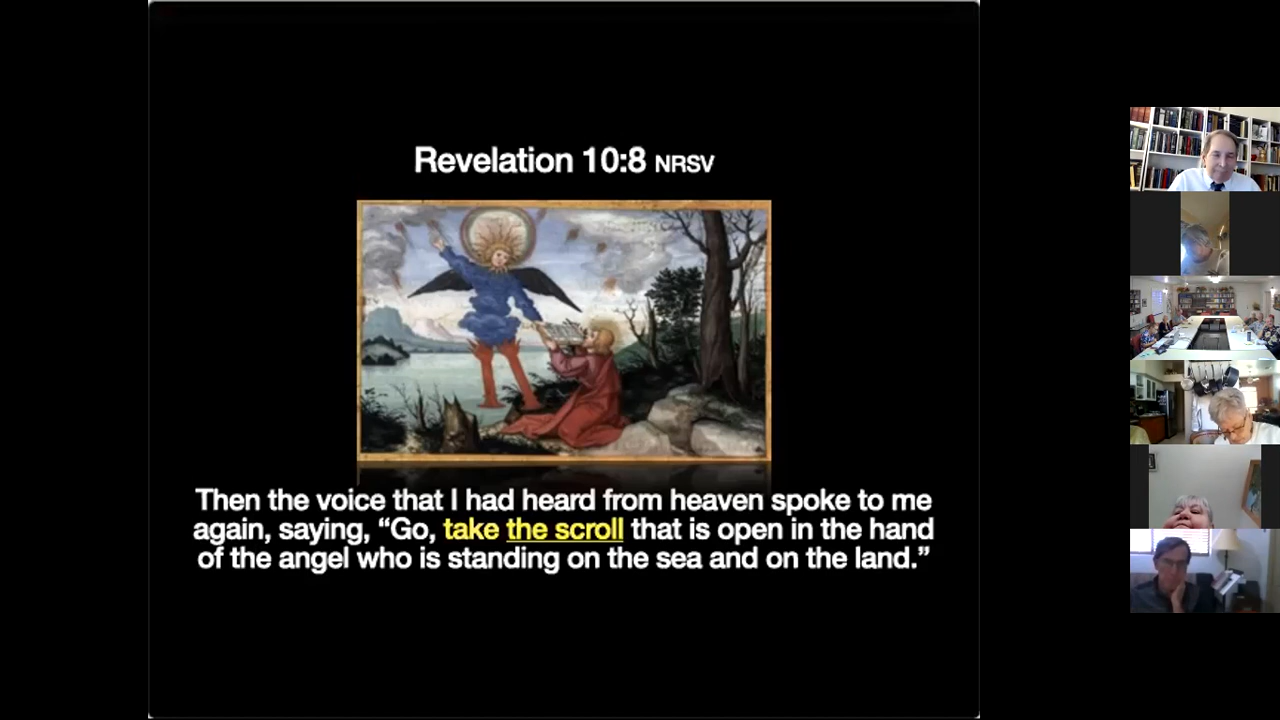 Revelation 10:8 NRSV
Then the voice that I had heard from heaven spoke to me
again, saying, “Go, take the scroll that is open in the hand
of the angel who is standing on the sea and on the land.”